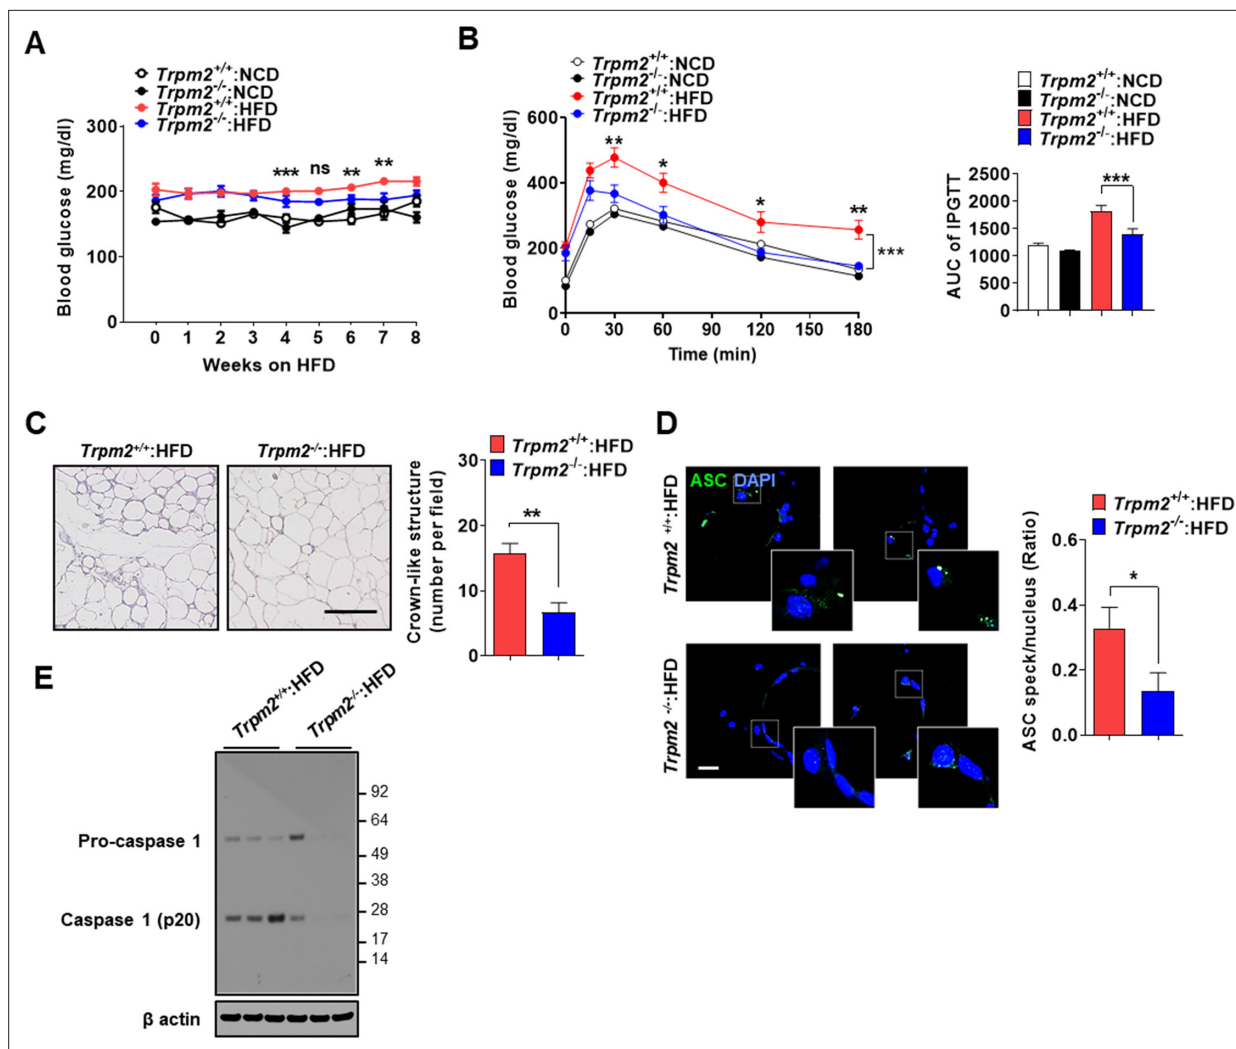 A
Trpm2+/+:NCD
Trpm2-/-:NCD
Trpm2+/+:HFD
Trpm2-/-:HFD
Blood glucose (mg/dl)
300
200
100
0
*** ns ** **
0 1 2 3 4 5 6 7 8
Weeks on HFD
B
Trpm2+/+:NCD
Trpm2-/-:NCD
Trpm2+/+:HFD
Trpm2-/-:HFD
Blood glucose (mg/dl)
600
400
200
0
** * * **
***
0 30 60 90 120 150 180
Time (min)
Trpm2+/+:NCD
Trpm2-/-:NCD
Trpm2+/+:HFD
Trpm2-/-:HFD
AUC of IPGTT
2500
2000
1500
1000
500
0
***
C
Trpm2+/+:HFD Trpm2-/-:HFD
Trpm2+/+:HFD
Trpm2-/-:HFD
Crown-like structure
(number per field)
30
20
10
0
**
D
Trpm2 +/+:HFD
ASC DAPI
Trpm2 -/-:HFD
Trpm2+/+:HFD
Trpm2-/-:HFD
ASC speck/nucleus (Ratio)
0.6
0.4
0.2
0.0
*
E
Trpm2+/+:HFD
Trpm2-/-:HFD
92
64
Pro-caspase 1
49
38
28
Caspase 1 (p20)
17
14
β actin